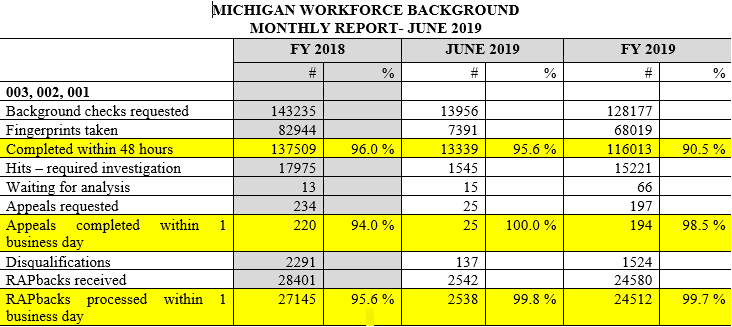 MICHIGAN WORKFORCE BACKGROUND
MONTHLY REPORT- JUNE 2019
FY 2018 JUNE 2019 FY 2019
# % # % # %
003, 002, 001
Background checks requested 143235 13956 128177
Fingerprints taken 82944 7391 68019
Completed within 48 hours 137509 96.0 % 13339 95.6 % 116013 90.5 %
Hits – required investigation 17975 1545 15221
Waiting for analysis 13 15 66
Appeals requested 234 25 197
Appeals completed within 1 220 94.0 % 25 100.0 % 194 98.5 %
business day
Disqualifications 2291 137 1524
RAPbacks received 28401 2542 24580
RAPbacks processed within 1 27145 95.6 % 2538 99.8 % 24512 99.7 %
business day